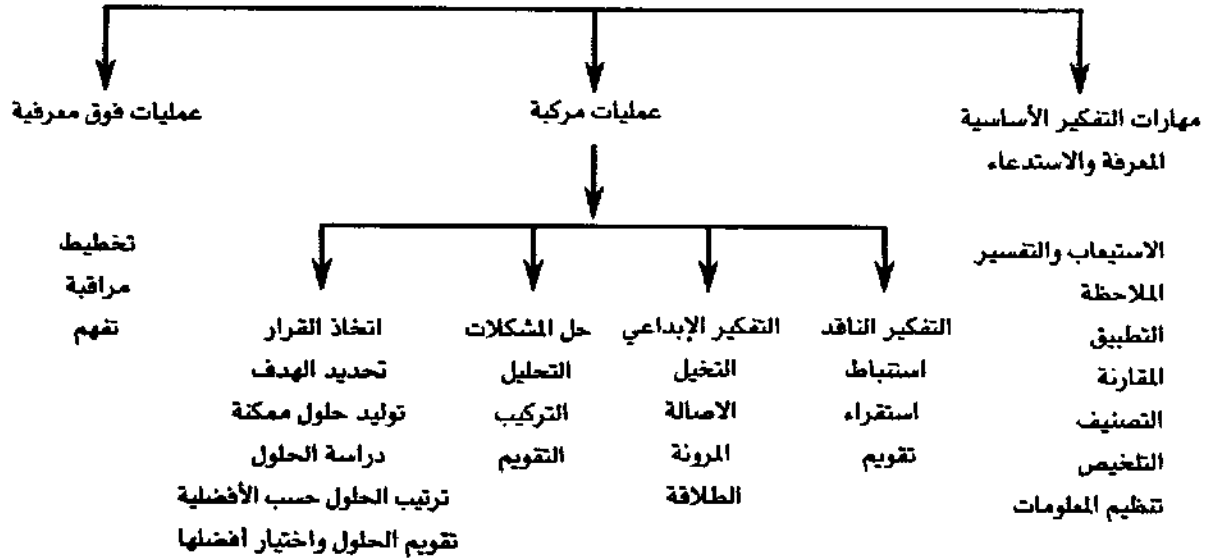 مهارات التفكير الأساسية
المعرفة والاستدعاء
الاستيعاب والتفسير
الملاحظة
التطبيق
المقارنة
التصنيف
التلخيص
تنظيم المعلومات
عمليات مركبة
التفكير الناقد
استنباط
استقراء
تقويم
التفكير الإبداعي
التخيل
الاصالة
المرونة
الطلاقة
حل المشكلات
التحليل
التركيب
التقويم
اتخاذ القرار
تحديد الهدف
توليد حلول ممكنة
دراسة الحلول
ترتيب الحلول حسب الأفضلية
تقويم الحلول واختيار أفضلها
عمليات فوق معرفية
تخطيط
مراقبة
تفهم